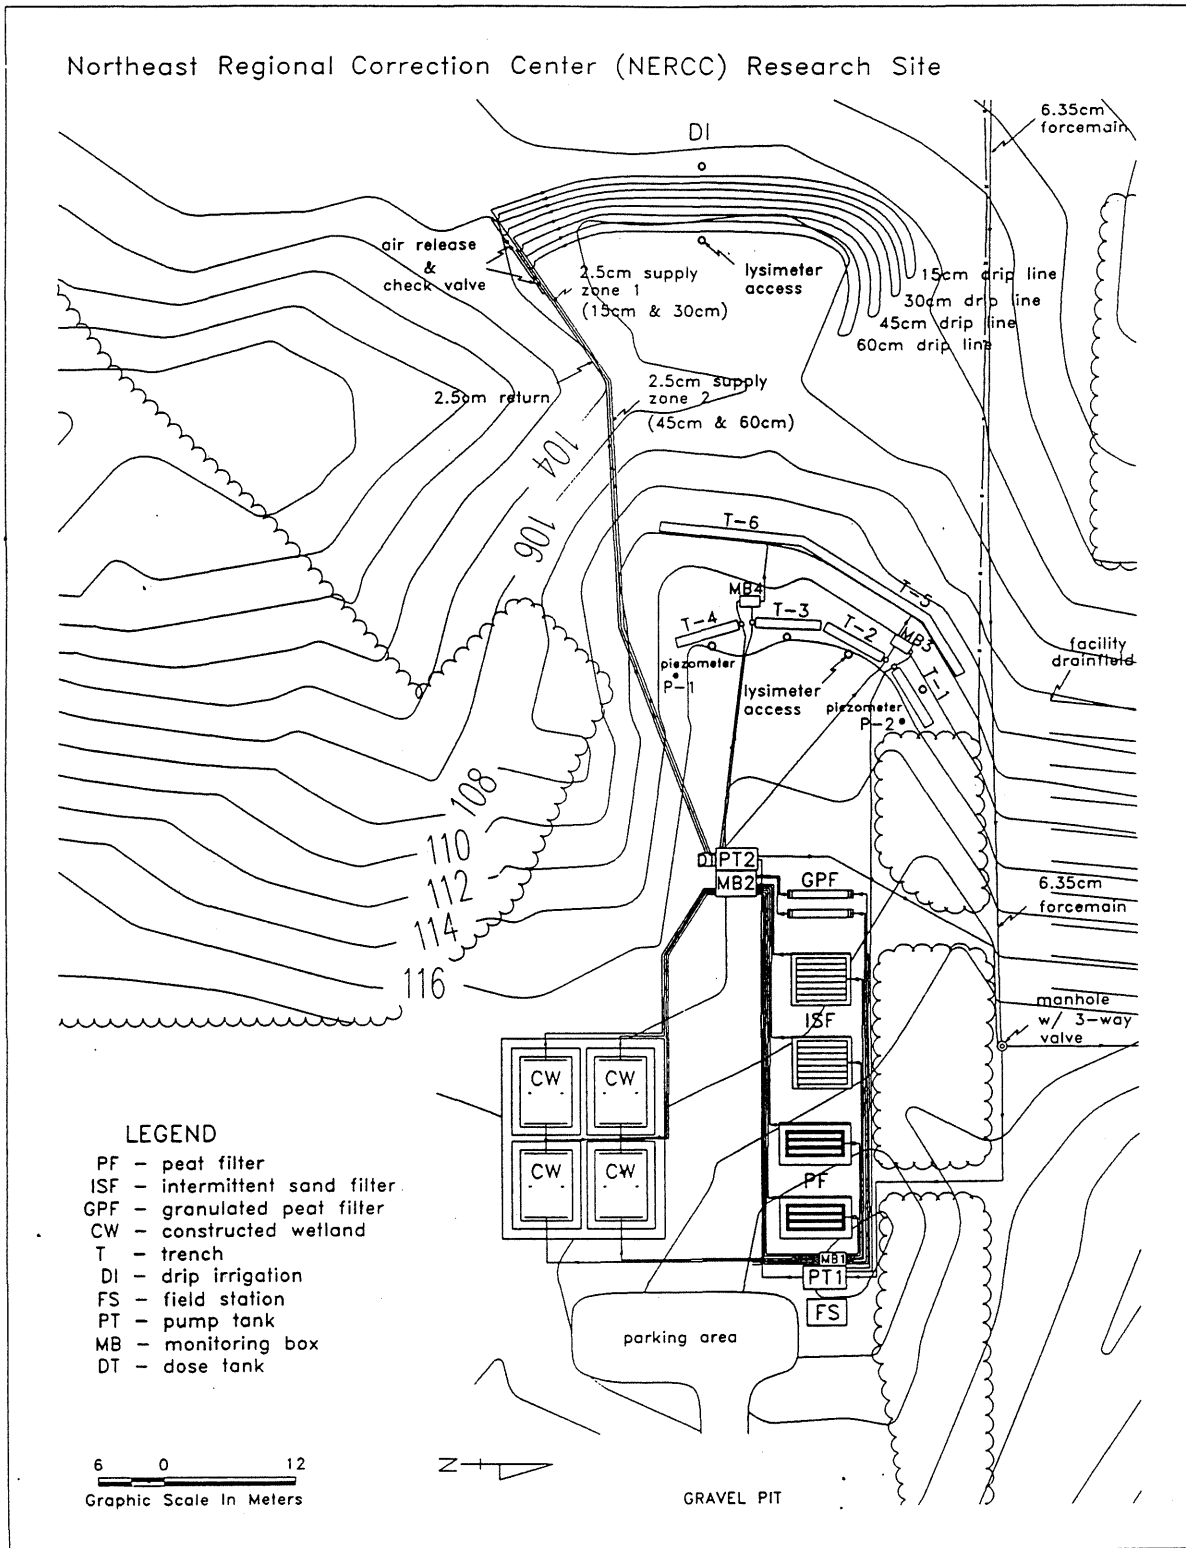 Northeast Regional Correction Center (NERCC) Research Site
6.35cm
forcemain
DI
air release
&
check valve
2.5cm supply
zone 1
(15cm & 30cm)
lysimeter
access
15cm drip line
30cm drip line
45cm drip line
60cm drip line
2.5cm return
2.5cm supply
zone 2
(45cm & 60cm)
104
106
T-6
T-5
MB4
T-4
T-3
T-2
MB3
T-1
piezometer
P-1
lysimeter
access
piezometer
P-2
facility
drainfield
108
110
112
114
116
PT2
MB2
GPF
6.35cm
forcemain
ISF
manhole
w/ 3-way
valve
CW
CW
CW
CW
PF
MB1
PT1
FS
parking area
LEGEND
PF - peat filter
ISF - intermittent sand filter
GPF - granulated peat filter
CW - constructed wetland
T - trench
DI - drip irrigation
FS - field station
PT - pump tank
MB - monitoring box
DT - dose tank
6 0 12
Graphic Scale In Meters
N
GRAVEL PIT